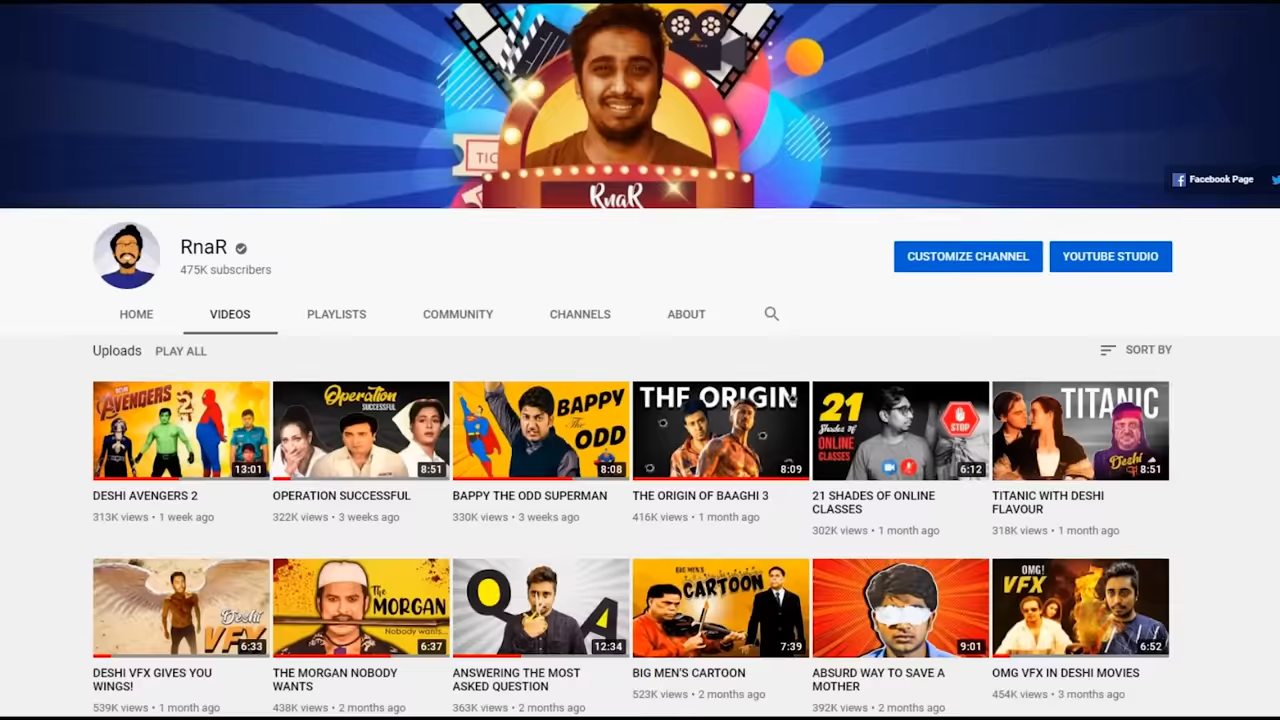 TIC
RnaR
Facebook Page
RnaR
475K subscribers
CUSTOMIZE CHANNEL
YOUTUBE STUDIO
HOME
VIDEOS
PLAYLISTS
COMMUNITY
CHANNELS
ABOUT
Uploads
PLAY ALL
SORT BY
AVENGERS 2
13:01
DESHI AVENGERS 2
313K views • 1 week ago
Operation
SUCCESSFUL
8:51
OPERATION SUCCESSFUL
322K views • 3 weeks ago
BAPPY
The
ODD
8:08
BAPPY THE ODD SUPERMAN
330K views • 3 weeks ago
THE ORIGIN
8:09
THE ORIGIN OF BAAGHI 3
416K views • 1 month ago
21
Shades of
ONLINE
CLASSES
STOP
6:12
21 SHADES OF ONLINE
CLASSES
302K views • 1 month ago
TITANIC
Deshi
8:51
TITANIC WITH DESHI
FLAVOUR
318K views • 1 month ago
Deshi
VFX
6:33
DESHI VFX GIVES YOU
WINGS!
539K views • 1 month ago
The
MORGAN
Nobody wants...
6:37
THE MORGAN NOBODY
WANTS
438K views • 2 months ago
Q
A
12:34
ANSWERING THE MOST
ASKED QUESTION
363K views • 2 months ago
BIG MEN'S
CARTOON
7:39
BIG MEN'S CARTOON
523K views • 2 months ago
9:01
ABSURD WAY TO SAVE A
MOTHER
392K views • 2 months ago
OMG!
VFX
6:52
OMG VFX IN DESHI MOVIES
454K views • 3 months ago